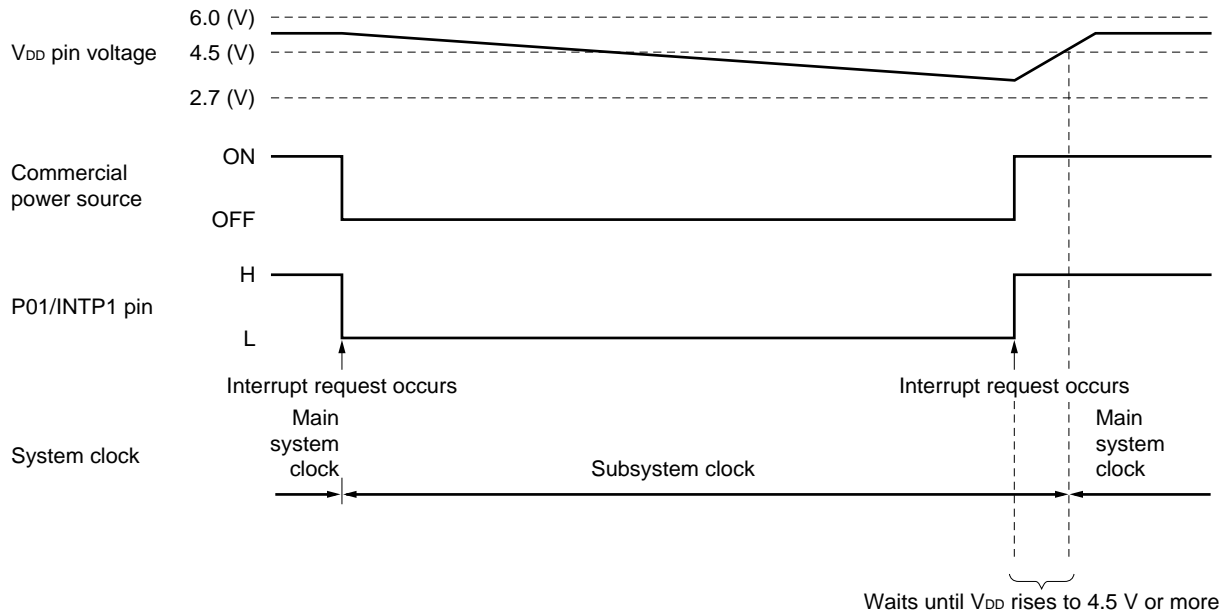 6.0 (V)
VDD pin voltage
4.5 (V)
2.7 (V)
ON
Commercial
power source
OFF
H
P01/INTP1 pin
L
Interrupt request occurs
Interrupt request occurs
Main
system
clock
Main
system
clock
System clock
Subsystem clock
Waits until VDD rises to 4.5 V or more